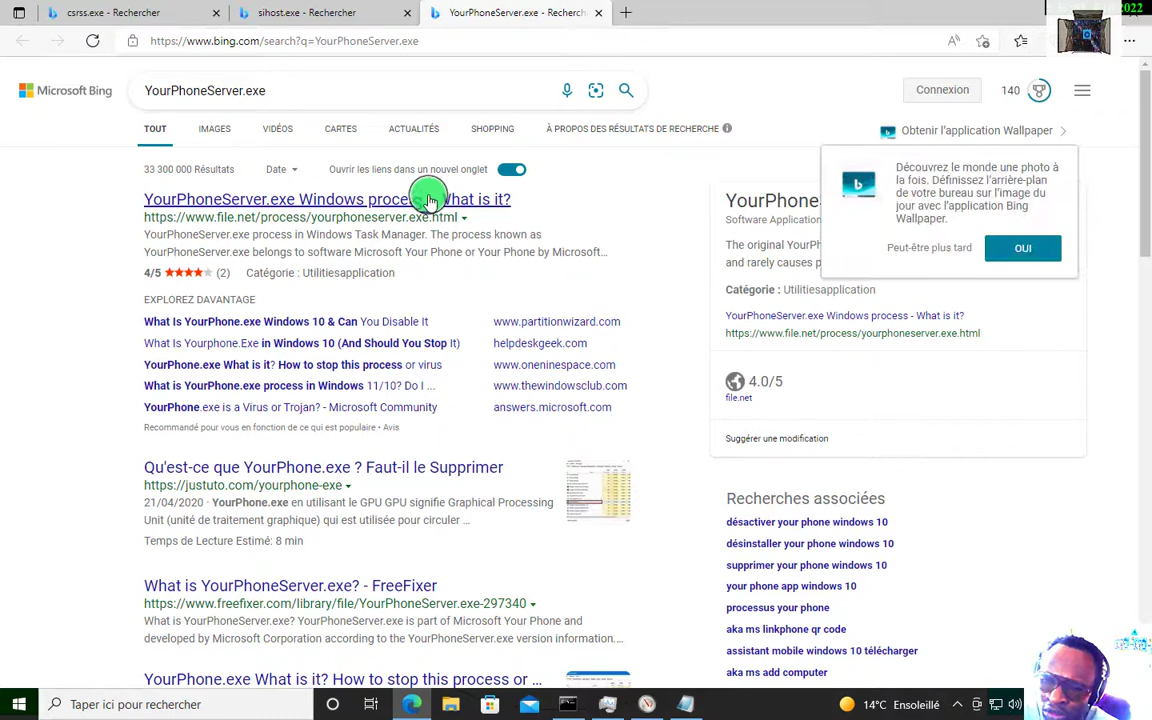 csrss.exe - Rechercher
sihost.exe - Rechercher
YourPhoneServer.exe - Recherch
2022
https://www.bing.com/search?q=YourPhoneServer.exe
Microsoft Bing
YourPhoneServer.exe
Connexion
140
TOUT
IMAGES
VIDÉOS
CARTES
ACTUALITÉS
SHOPPING
À PROPOS DES RÉSULTATS DE RECHERCHE
Obtenir l'application Wallpaper
33 300 000 Résultats
Date
Ouvrir les liens dans un nouvel onglet
YourPhoneServer.exe Windows process What is it?
https://www.file.net/process/yourphoneserver.exe.html
YourPhoneServer.exe process in Windows Task Manager. The process known as
YourPhoneServer.exe belongs to software Microsoft Your Phone or Your Phone by Microsoft…
4/5
(2)
Catégorie : Utilitiesapplication
EXPLOREZ DAVANTAGE
What Is YourPhone.exe Windows 10 & Can You Disable It
www.partitionwizard.com
What Is Yourphone.Exe in Windows 10 (And Should You Stop It)
helpdeskgeek.com
YourPhone.exe What is it? How to stop this process or virus
www.oneninespace.com
What is YourPhone.exe process in Windows 11/10? Do I ...
www.thewindowsclub.com
YourPhone.exe is a Virus or Trojan? - Microsoft Community
answers.microsoft.com
Recommandé pour vous en fonction de ce qui est populaire • Avis
Qu'est-ce que YourPhone.exe ? Faut-il le Supprimer
https://justuto.com/yourphone-exe
21/04/2020 · YourPhone.exe en utilisant le GPU GPU signifie Graphical Processing
Unit (unité de traitement graphique) qui est utilisée pour circuler …
Temps de Lecture Estimé: 8 min
What is YourPhoneServer.exe? - FreeFixer
https://www.freefixer.com/library/file/YourPhoneServer.exe-297340
What is YourPhoneServer.exe? YourPhoneServer.exe is part of Microsoft Your Phone and
developed by Microsoft Corporation according to the YourPhoneServer.exe version information.…
YourPhone.exe What is it? How to stop this process or …
YourPhone
Software Application
The original YourP
and rarely causes p
Catégorie : Utilitiesapplication
YourPhoneServer.exe Windows process - What is it?
https://www.file.net/process/yourphoneserver.exe.html
4.0/5
file.net
Suggérer une modification
Découvrez le monde une photo à
la fois. Définissez l'arrière-plan
de votre bureau sur l'image du
jour avec l'application Bing
Wallpaper.
Peut-être plus tard
OUI
Recherches associées
désactiver your phone windows 10
désinstaller your phone windows 10
supprimer your phone windows 10
your phone app windows 10
processus your phone
aka ms linkphone qr code
assistant mobile windows 10 télécharger
aka ms add computer
Taper ici pour rechercher
14°C Ensoleillé